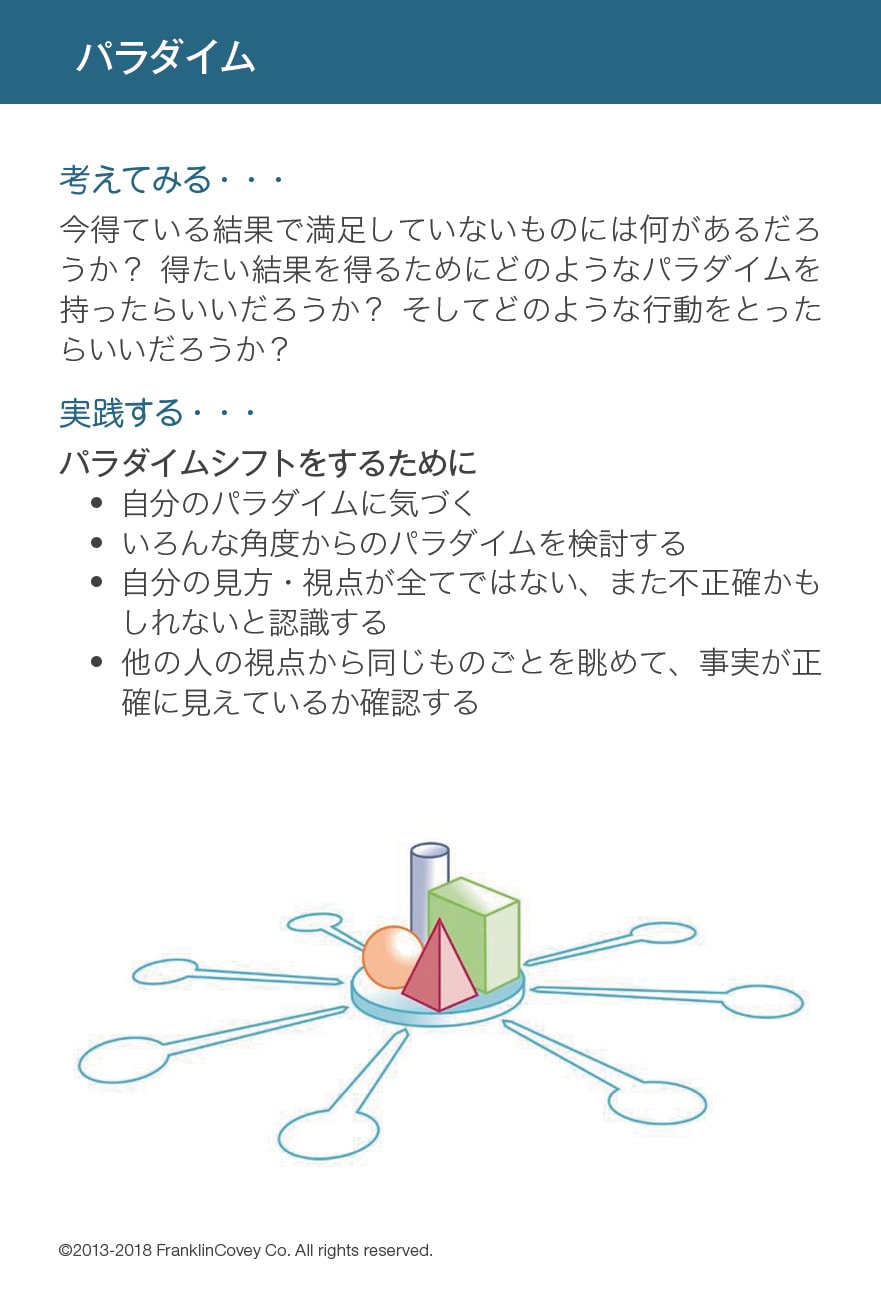 パラダイム
考えてみる・・・
今得ている結果で満足していないものには何があるだろ
うか？ 得たい結果を得るためにどのようなパラダイムを
持ったらいいだろうか？ そしてどのような行動をとった
らいいだろうか？
実践する・・・
パラダイムシフトをするために
• 自分のパラダイムに気づく
• いろんな角度からのパラダイムを検討する
• 自分の見方・視点が全てではない、また不正確かも
しれないと認識する
• 他の人の視点から同じものごとを眺めて、事実が正
確に見えているか確認する
©2013-2018 FranklinCovey Co. All rights reserved.